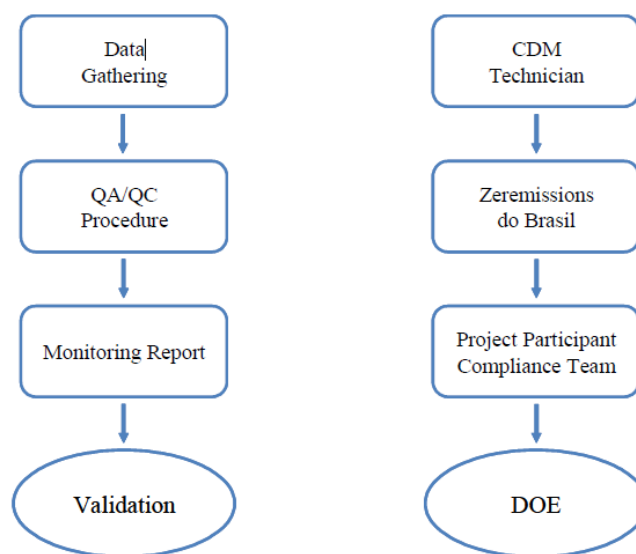 Data
Gathering
CDM
Technician
QA/QC
Procedure
Zeremissions
do Brasil
Monitoring Report
Project Participant
Compliance Team
Validation
DOE